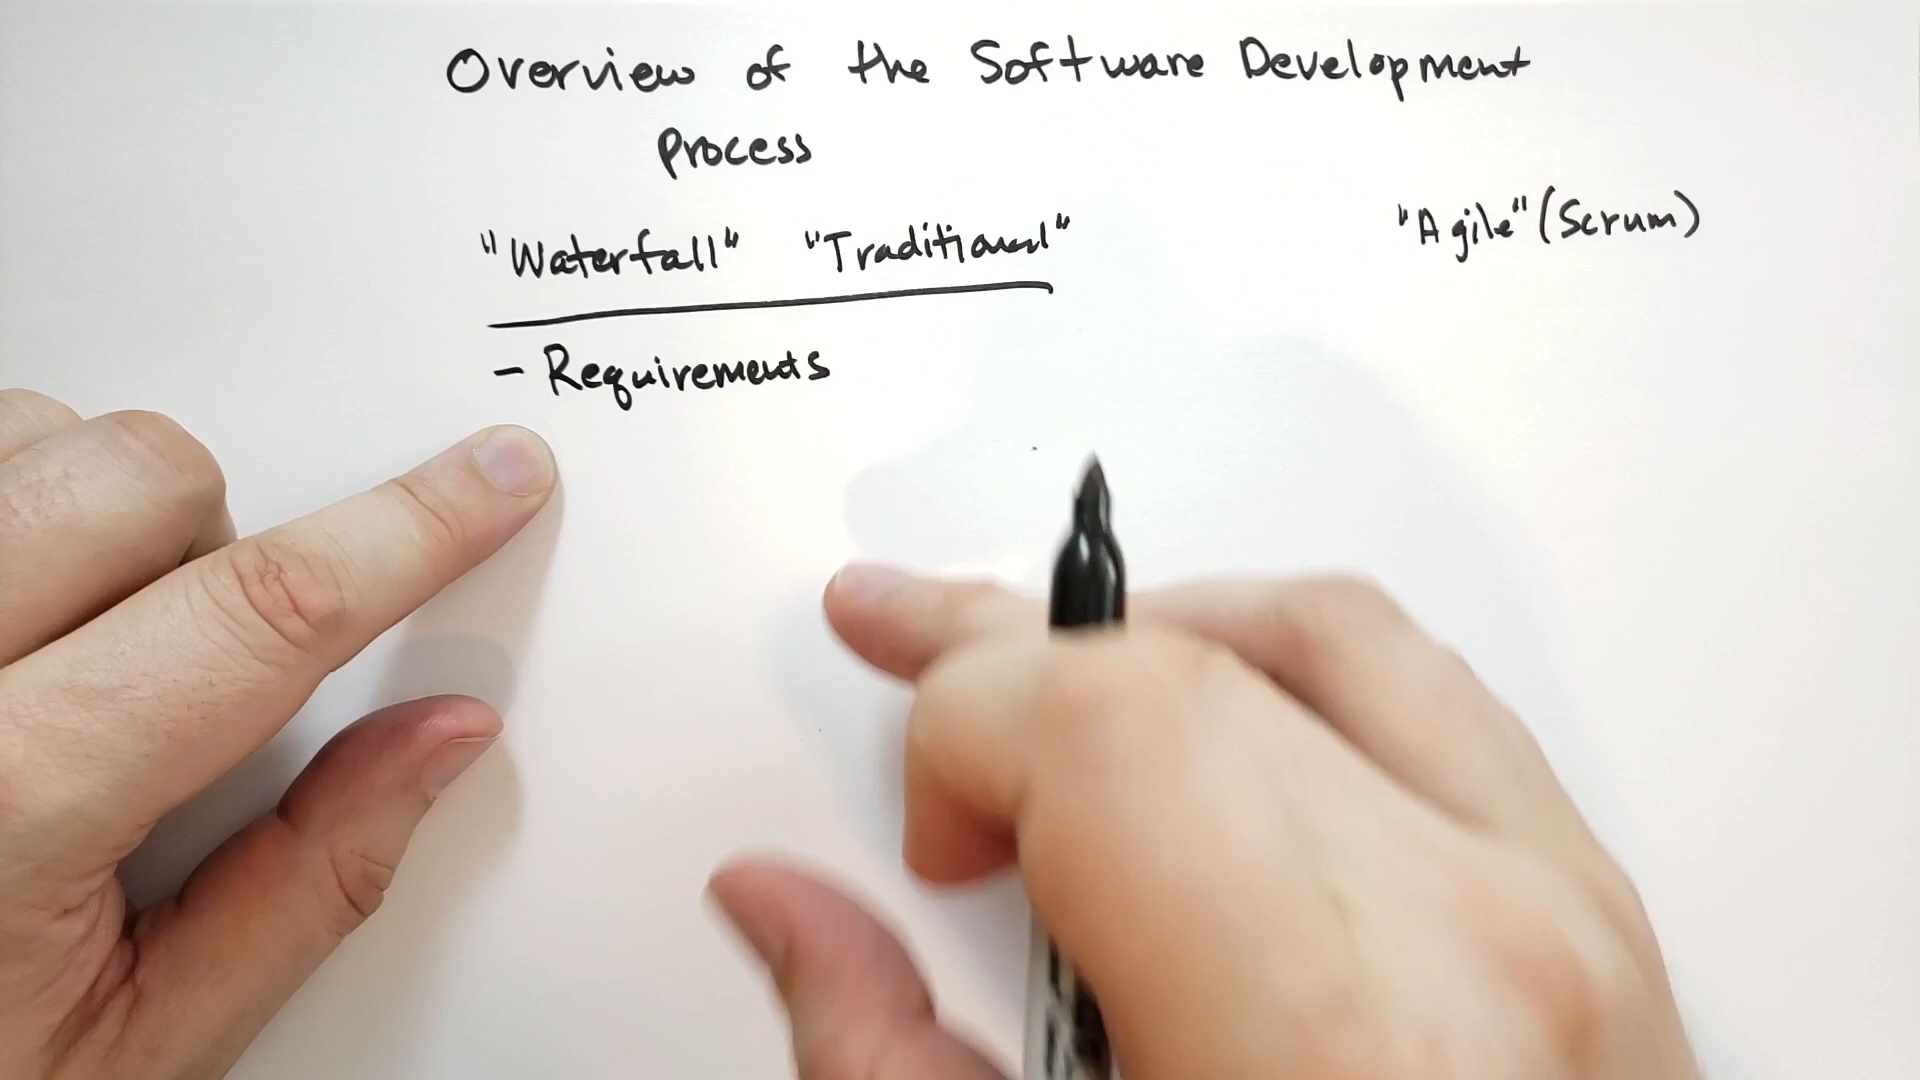 Overview of the Software Development
Process
"Waterfall" "Traditional"
"Agile" (Scrum)
- Requirements